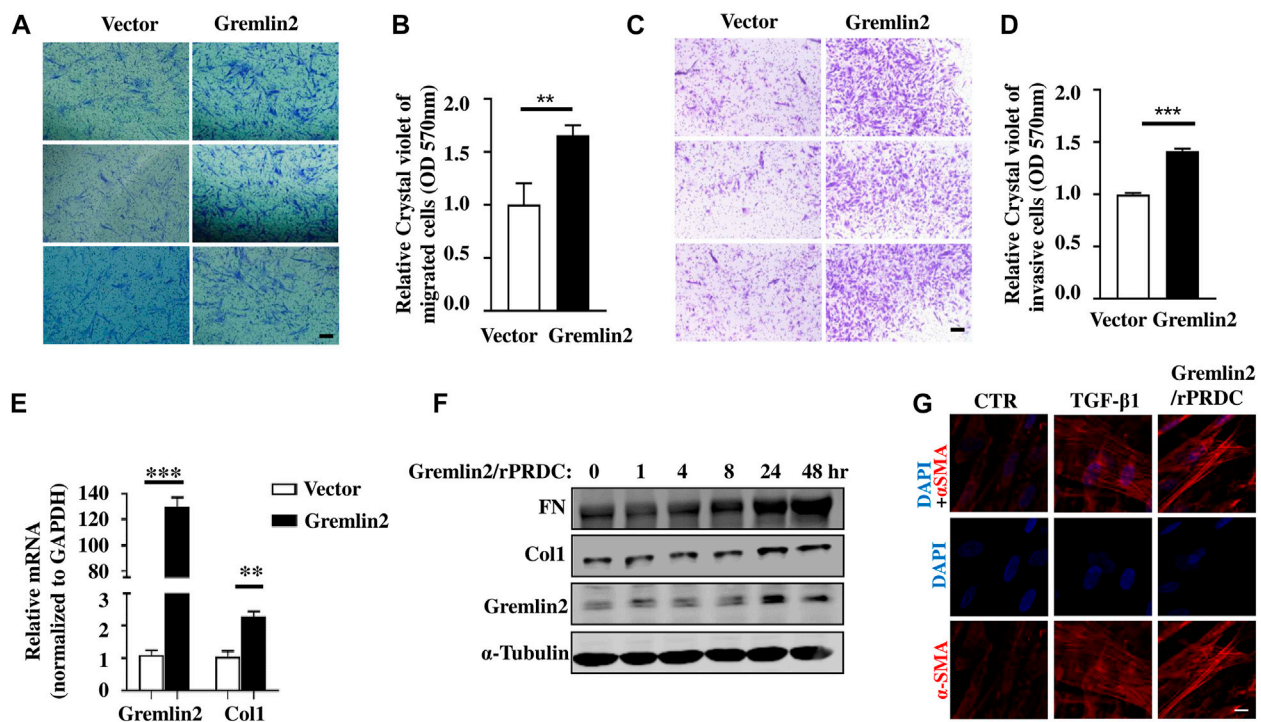 A
Vector
Gremlin2
B
Relative Crystal violet of
migrated cells (OD 570nm)
2.0
1.5
1.0
0.5
0.0
**
Vector
Gremlin2
C
Vector
Gremlin2
D
Relative Crystal violet of
invasive cells (OD 570nm)
2.0
1.5
1.0
0.5
0.0
***
Vector Gremlin2
E
Relative mRNA
(normalized to GAPDH)
140
120
100
80
3
2
1
0
***
**
Vector
Gremlin2
Gremlin2
Col1
F
Gremlin2/rPRDC: 0 1 4 8 24 48 hr
FN
Col1
Gremlin2
α-Tubulin
G
CTR
TGF-β1
Gremlin2
/rPRDC
DAPI
+αSMA
DAPI
α-SMA